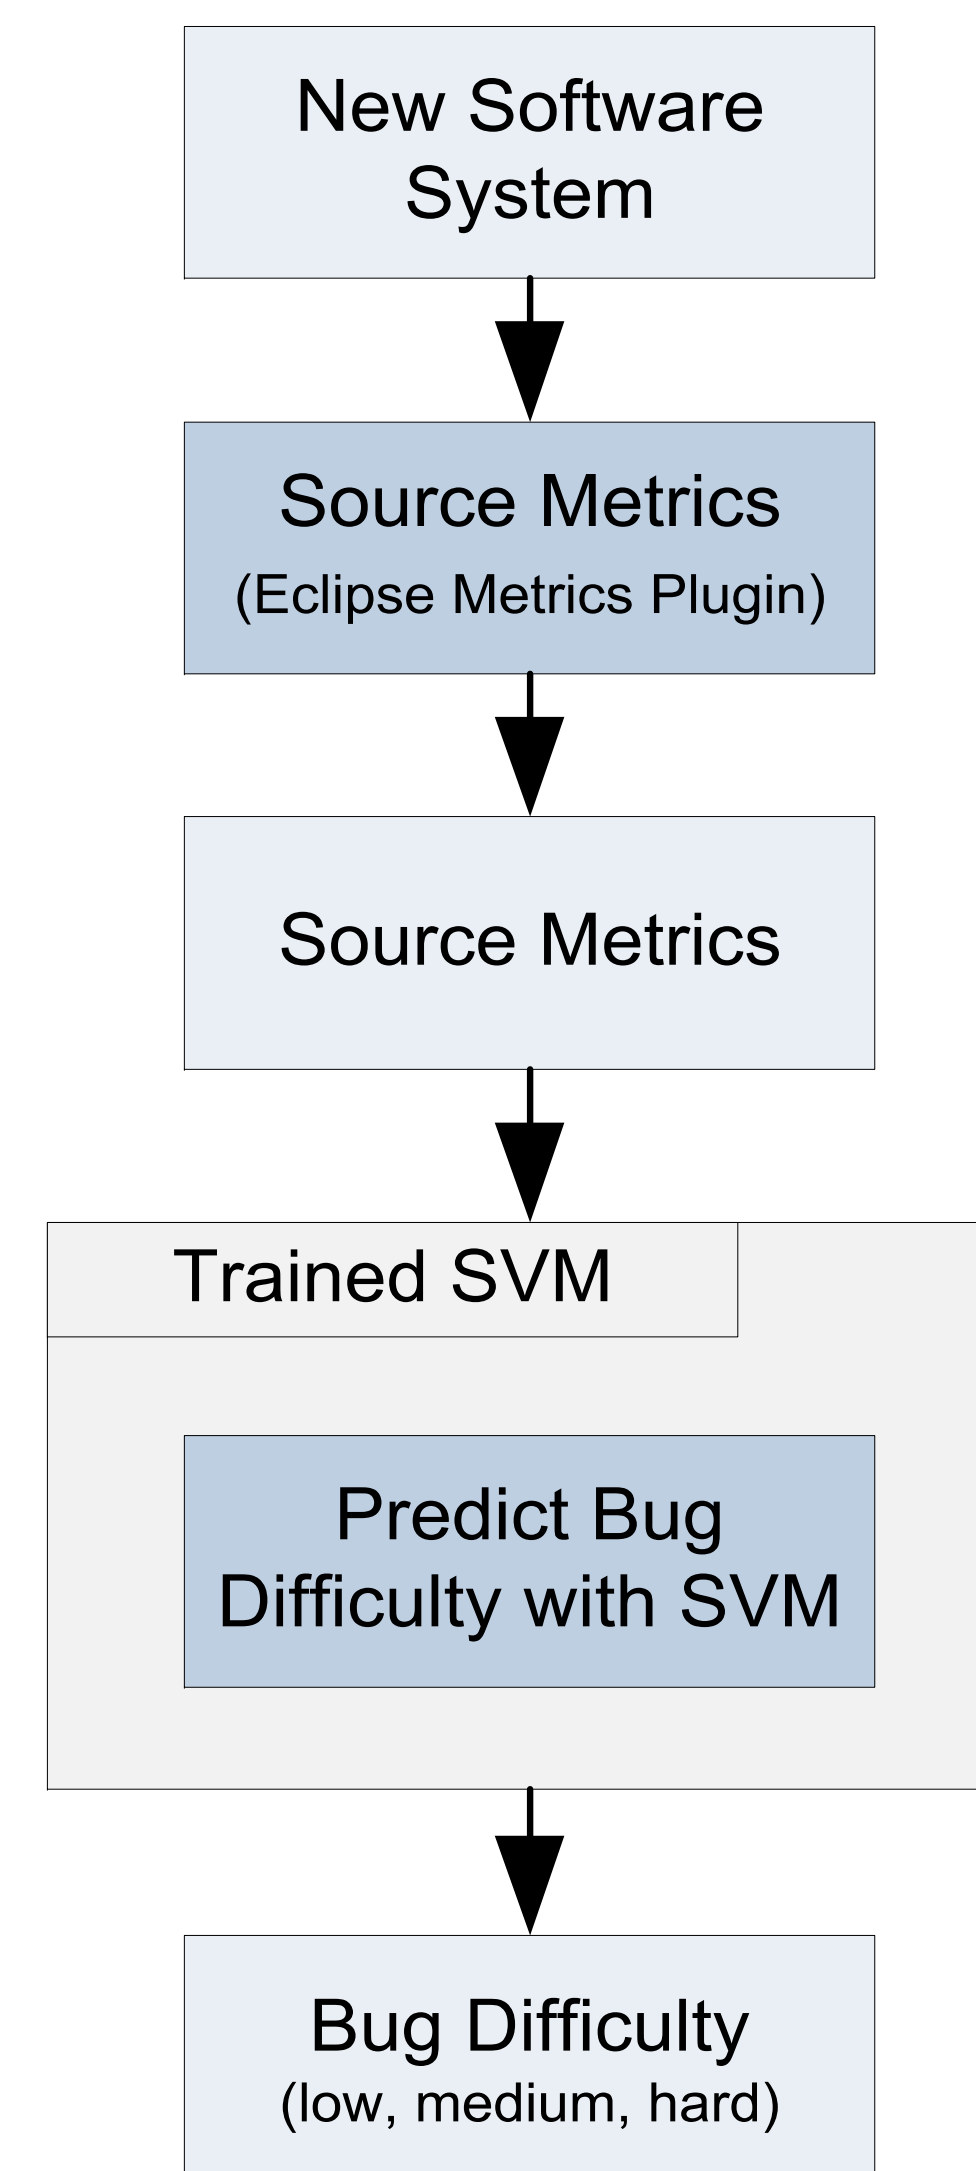 New Software
System
Source Metrics
(Eclipse Metrics Plugin)
Source Metrics
Trained SVM
Predict Bug
Difficulty with SVM
Bug Difficulty
(low, medium, hard)